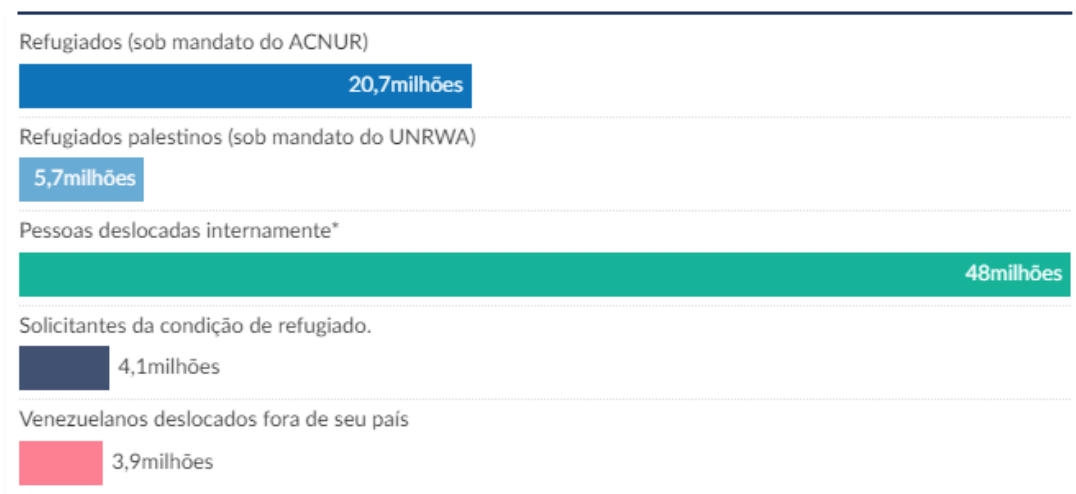 Refugiados (sob mandato do ACNUR)
20,7milhões
Refugiados palestinos (sob mandato do UNRWA)
5,7milhões
Pessoas deslocadas internamente*
48milhões
Solicitantes da condição de refugiado.
4,1milhões
Venezuelanos deslocados fora de seu país
3,9milhões